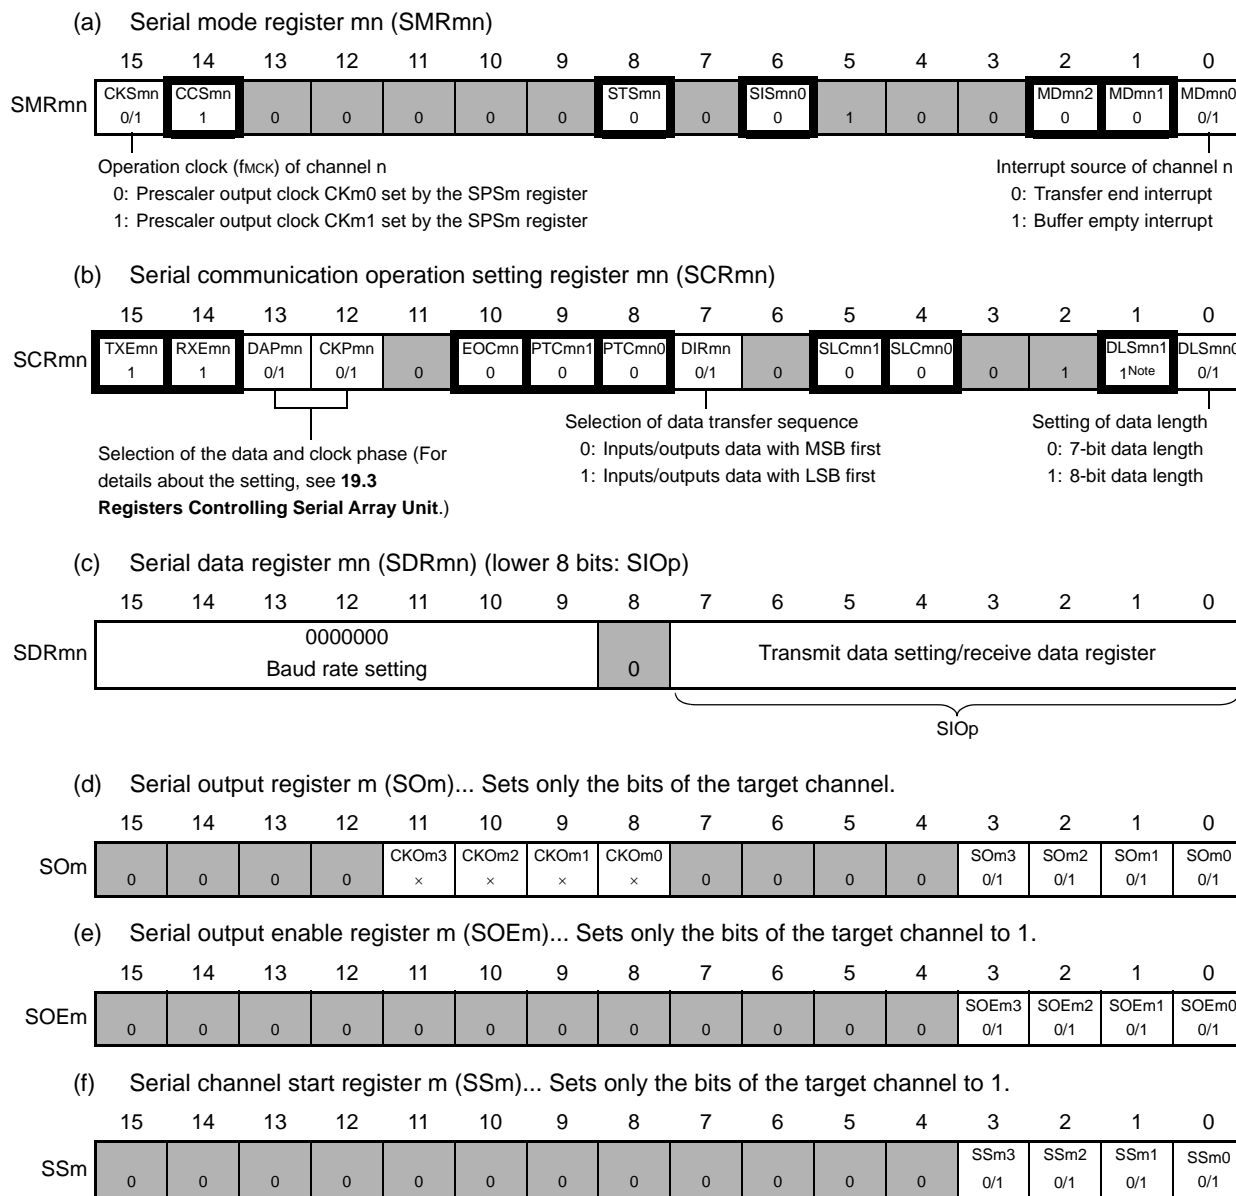 (a) Serial mode register mn (SMRmn)
15 14 13 12 11 10 9 8 7 6 5 4 3 2 1 0
SMRmn CKSmn CCSmn STSmn SISmn0 MDmn2 MDmn1 MDmn0
0/1 1 0 0 0 0 0 0 0 0 1 0 0 0 0 0/1
Operation clock (fMCK) of channel n
0: Prescaler output clock CKm0 set by the SPSm register
1: Prescaler output clock CKm1 set by the SPSm register
Interrupt source of channel n
0: Transfer end interrupt
1: Buffer empty interrupt
(b) Serial communication operation setting register mn (SCRmn)
15 14 13 12 11 10 9 8 7 6 5 4 3 2 1 0
SCRmn TXEmn RXEmn DAPmn CKPmn EOCmn PTCmn1 PTCmn0 DIRmn SLCmn1 SLCmn0 DLSmn1 DLSmn0
1 1 0/1 0/1 0 0 0 0 0/1 0 0 0 0 1 1Note 0/1
Selection of the data and clock phase (For
details about the setting, see 19.3
Registers Controlling Serial Array Unit.)
Selection of data transfer sequence
0: Inputs/outputs data with MSB first
1: Inputs/outputs data with LSB first
Setting of data length
0: 7-bit data length
1: 8-bit data length
(c) Serial data register mn (SDRmn) (lower 8 bits: SIOp)
15 14 13 12 11 10 9 8 7 6 5 4 3 2 1 0
SDRmn
0000000
Baud rate setting
0
Transmit data setting/receive data register
SIOp
(d) Serial output register m (SOm)... Sets only the bits of the target channel.
15 14 13 12 11 10 9 8 7 6 5 4 3 2 1 0
SOm CKOm3 CKOm2 CKOm1 CKOm0 SOm3 SOm2 SOm1 SOm0
0 0 0 0 × × × × 0 0 0 0 0/1 0/1 0/1 0/1
(e) Serial output enable register m (SOEm)... Sets only the bits of the target channel to 1.
15 14 13 12 11 10 9 8 7 6 5 4 3 2 1 0
SOEm SOEm3 SOEm2 SOEm1 SOEm0
0 0 0 0 0 0 0 0 0 0 0 0 0/1 0/1 0/1 0/1
(f) Serial channel start register m (SSm)... Sets only the bits of the target channel to 1.
15 14 13 12 11 10 9 8 7 6 5 4 3 2 1 0
SSm SSm3 SSm2 SSm1 SSm0
0 0 0 0 0 0 0 0 0 0 0 0 0/1 0/1 0/1 0/1